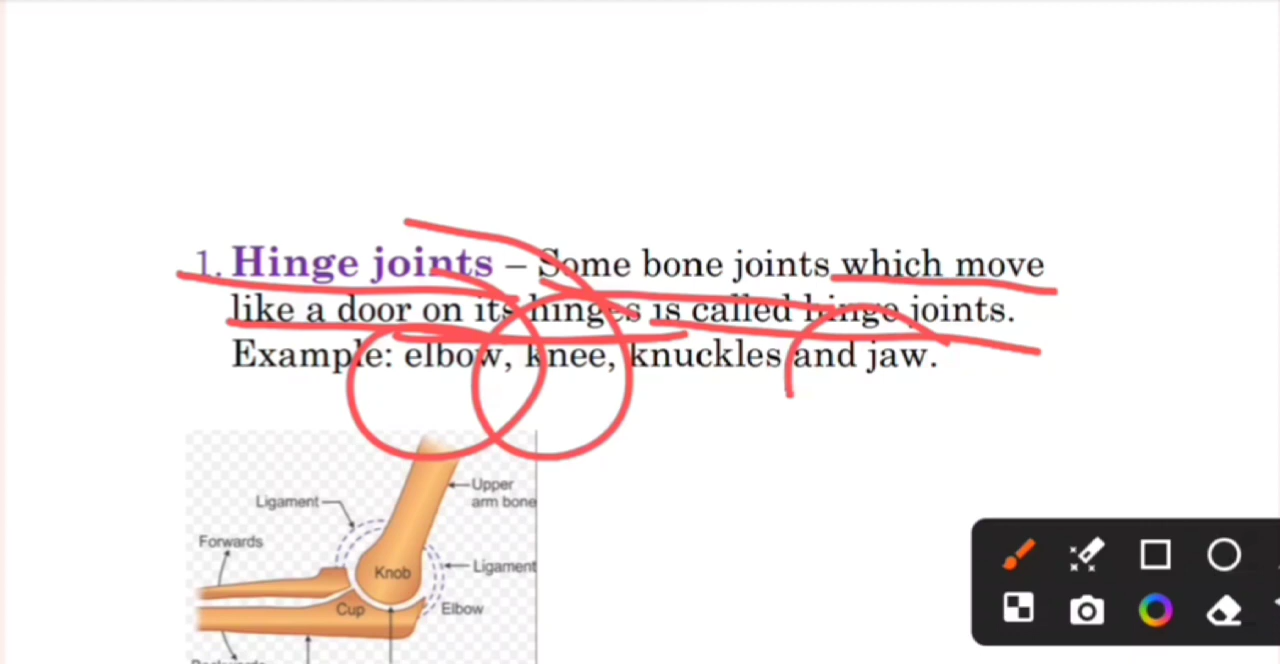 1. Hinge joints – Some bone joints which move
like a door on its hinges is called hinge joints.
Example: elbow, knee, knuckles and jaw.
Upper
arm bone
Ligament
Forwards
Ligament
Knob
Cup
Elbow
Backwards